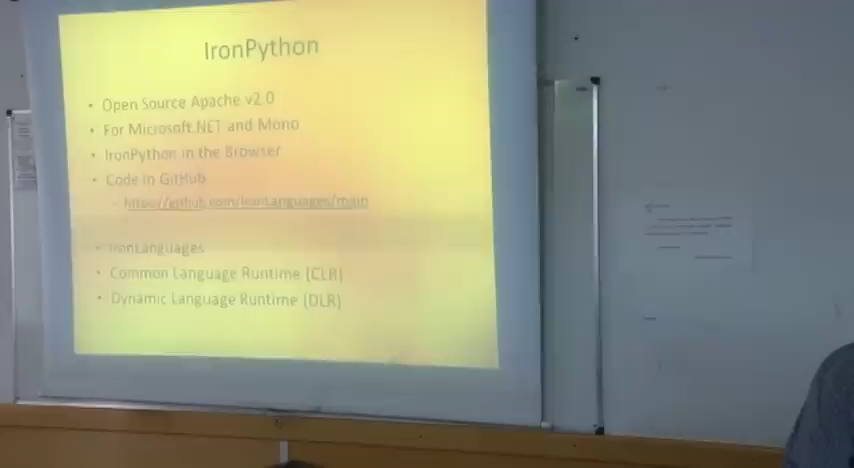 IronPython
• Open Source Apache v2.0
• For Microsoft.NET and Mono
• IronPython in the Browser
• Code in GitHub
– https://github.com/IronLanguages/main
• IronLanguages
• Common Language Runtime (CLR)
• Dynamic Language Runtime (DLR)